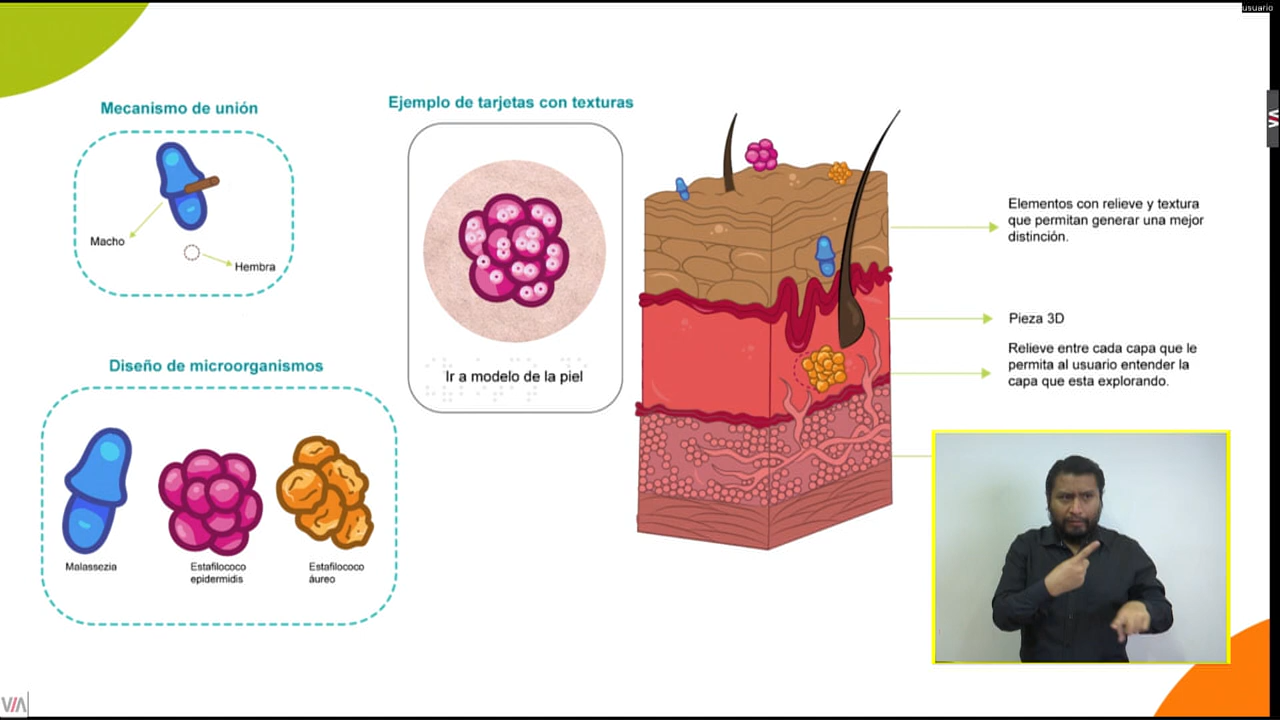 usuario
Mecanismo de unión
Macho
Hembra
Ejemplo de tarjetas con texturas
Ir a modelo de la piel
Elementos con relieve y textura
que permitan generar una mejor
distinción.
Pieza 3D
Relieve entre cada capa que le
permita al usuario entender la
capa que esta explorando.
Diseño de microorganismos
Malassezia
Estafilococo
epidermidis
Estafilococo
áureo
VIA